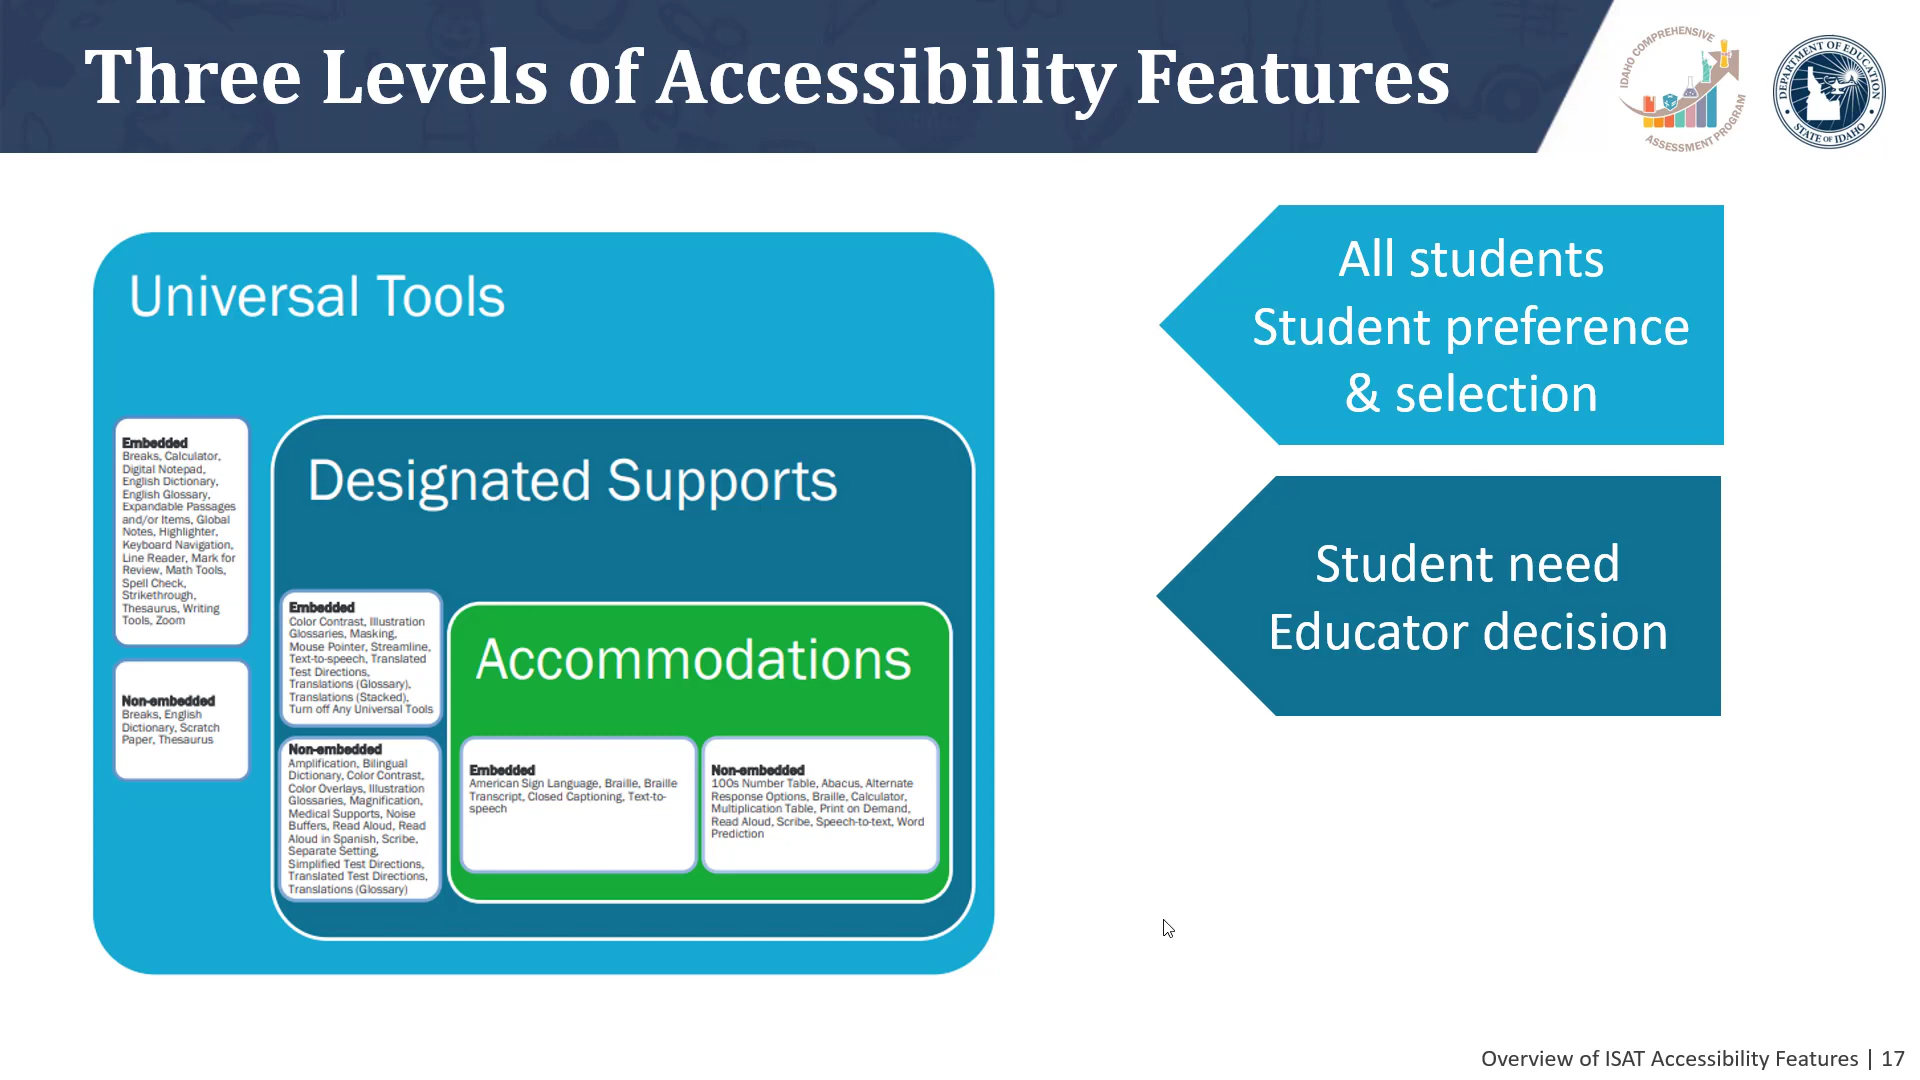 Three Levels of Accessibility Features
IDAHO COMPREHENSIVE
ASSESSMENT PROGRAM
DEPARTMENT OF EDUCATION
STATE OF IDAHO
Universal Tools
Embedded
Breaks, Calculator,
Digital Notepad,
English Dictionary,
English Glossary,
Expandable Passages
and/or Items, Global
Notes, Highlighter,
Keyboard Navigation,
Line Reader, Mark for
Review, Math Tools,
Spell Check,
Strikethrough,
Thesaurus, Writing
Tools, Zoom
Non-embedded
Breaks, English
Dictionary, Scratch
Paper, Thesaurus
Designated Supports
Embedded
Color Contrast, Illustration
Glossaries, Masking,
Mouse Pointer, Streamline,
Text-to-speech, Translated
Test Directions,
Translations (Glossary),
Translations (Stacked),
Turn off Any Universal Tools
Non-embedded
Amplification, Bilingual
Dictionary, Color Contrast,
Color Overlays, Illustration
Glossaries, Magnification,
Medical Supports, Noise
Buffers, Read Aloud, Read
Aloud in Spanish, Scribe,
Separate Setting,
Simplified Test Directions,
Translated Test Directions,
Translations (Glossary)
Accommodations
Embedded
American Sign Language, Braille, Braille
Transcript, Closed Captioning, Text-to-
speech
Non-embedded
100s Number Table, Abacus, Alternate
Response Options, Braille, Calculator,
Multiplication Table, Print on Demand,
Read Aloud, Scribe, Speech-to-text, Word
Prediction
All students
Student preference
& selection
Student need
Educator decision
Overview of ISAT Accessibility Features | 17